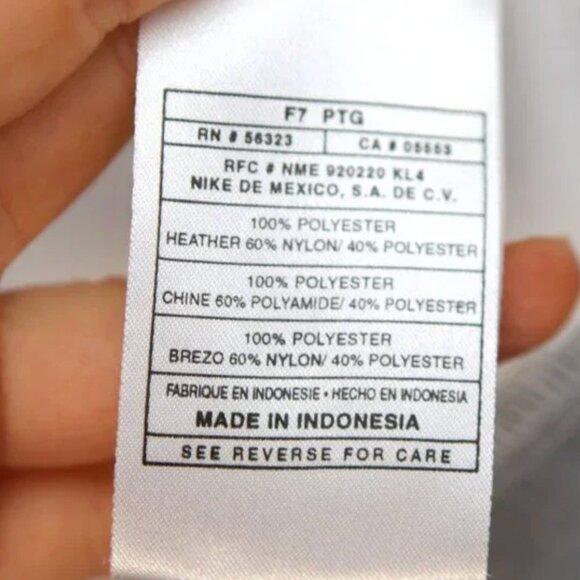 F7 PTG
RN # 56323
CA # 05553
RFC # NME 920220 KL4
NIKE DE MEXICO, S.A. DE C.V.
100% POLYESTER
HEATHER 60% NYLON/ 40% POLYESTER
100% POLYESTER
CHINE 60% POLYAMIDE/ 40% POLYESTER
100% POLYESTER
BREZO 60% NYLON/ 40% POLYESTER
FABRIQUE EN INDONESIE • HECHO EN INDONESIA
MADE IN INDONESIA
SEE REVERSE FOR CARE